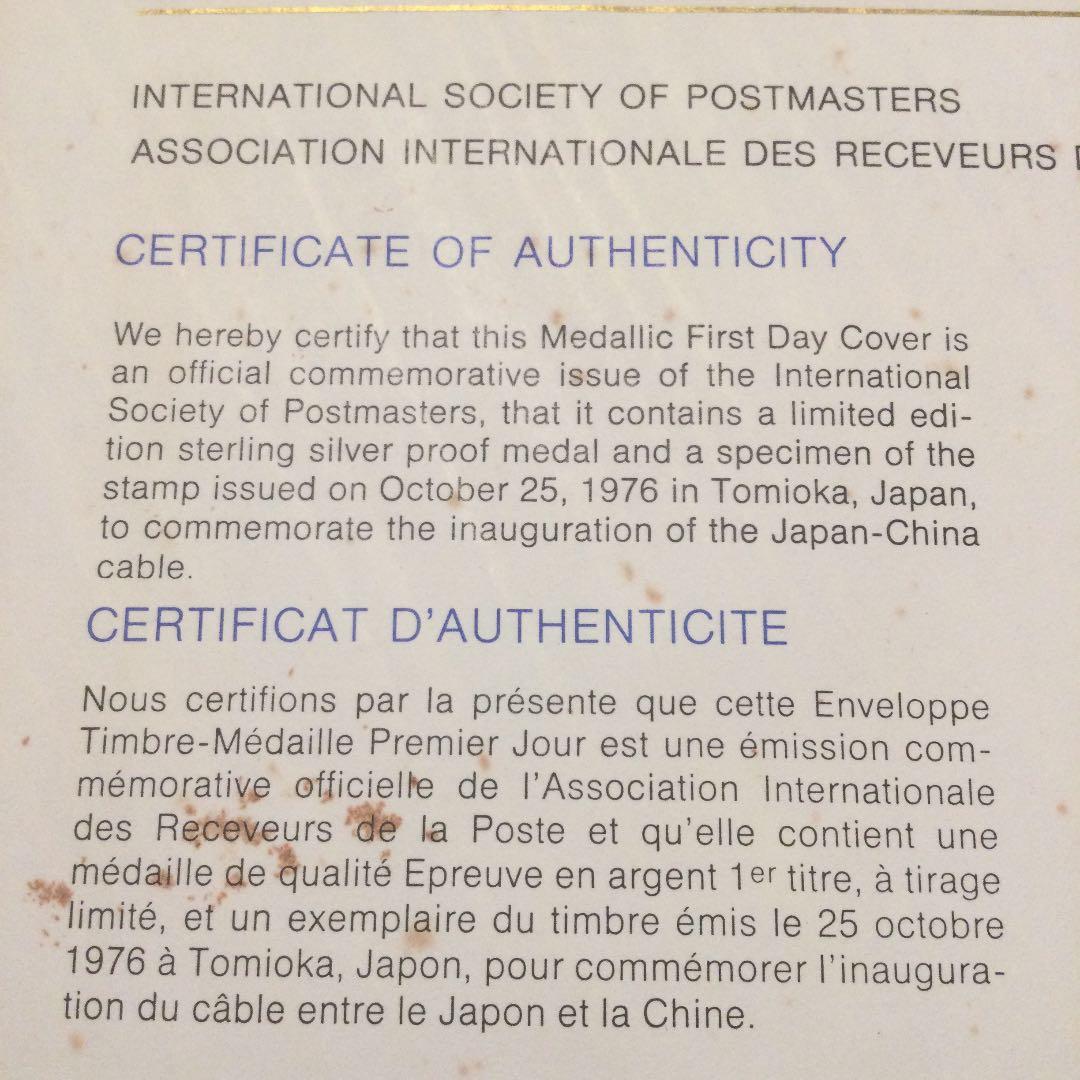 INTERNATIONAL SOCIETY OF POSTMASTERS
ASSOCIATION INTERNATIONALE DES RECEVEURS
CERTIFICATE OF AUTHENTICITY
We hereby certify that this Medallic First Day Cover is
an official commemorative issue of the International
Society of Postmasters, that it contains a limited edi-
tion sterling silver proof medal and a specimen of the
stamp issued on October 25, 1976 in Tomioka, Japan,
to commemorate the inauguration of the Japan-China
cable.
CERTIFICAT D'AUTHENTICITE
Nous certifions par la présente que cette Enveloppe
Timbre-Médaille Premier Jour est une émission com-
mémorative officielle de l'Association Internationale
des Receveurs de la Poste et qu'elle contient une
médaille de qualité Epreuve en argent 1er titre, à tirage
limité, et un exemplaire du timbre émis le 25 octobre
1976 à Tomioka, Japon, pour commémorer l'inaugura-
tion du câble entre le Japon et la Chine.